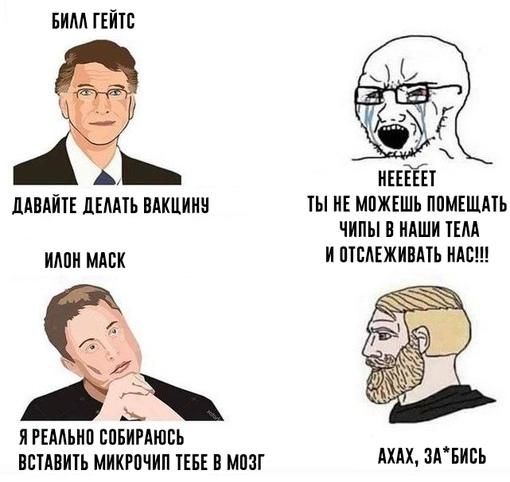 БИЛЛ ГЕЙТС
ДАВАЙТЕ ДЕЛАТЬ ВАКЦИНУ
НЕЕЕЕЕТ
ТЫ НЕ МОЖЕШЬ ПОМЕЩАТЬ
ЧИПЫ В НАШИ ТЕЛА
И ОТСЛЕЖИВАТЬ НАС!!!
ИЛОН МАСК
Я РЕАЛЬНО СОБИРАЮСЬ
ВСТАВИТЬ МИКРОЧИП ТЕБЕ В МОЗГ
АХАХ, ЗА*БИСЬ